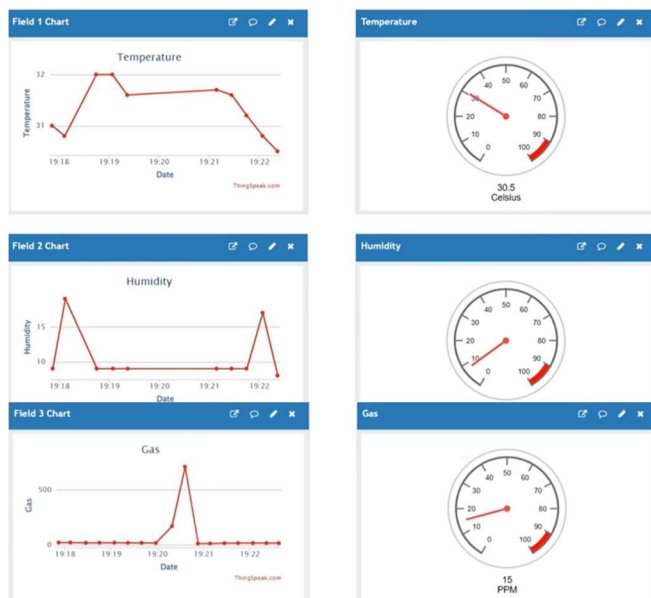 Field 1 Chart
Temperature
Temperature
32
31
19:18 19:19 19:20 19:21 19:22
Date
ThingSpeak.com
Temperature
0 10 20 30 40 50 60 70 80 90 100
30.5
Celsius
Field 2 Chart
Humidity
Humidity
15
10
19:18 19:19 19:20 19:21 19:22
Date
Humidity
0 10 20 30 40 50 60 70 80 90 100
Field 3 Chart
Gas
Gas
500
0
19:18 19:19 19:20 19:21 19:22
Date
ThingSpeak.com
Gas
0 10 20 30 40 50 60 70 80 90 100
15
PPM